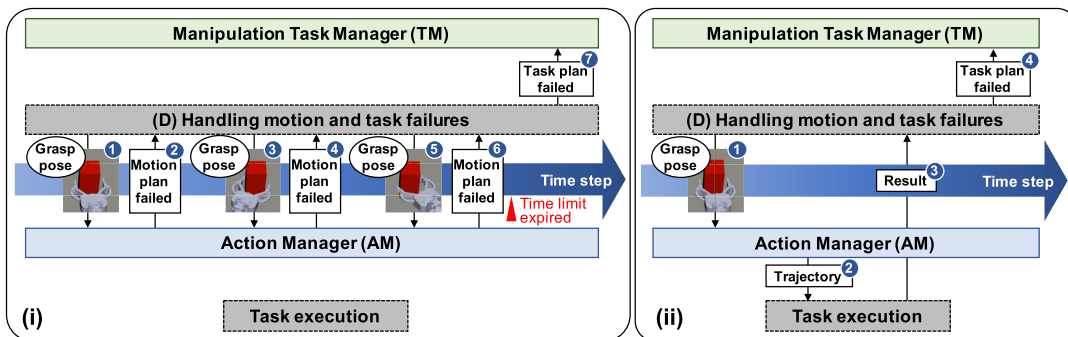 Manipulation Task Manager (TM)
7
Task plan
failed
(D) Handling motion and task failures
Grasp
pose
1
2
Motion
plan
failed
Grasp
pose
3
4
Motion
plan
failed
Grasp
pose
5
6
Motion
plan
failed
Time step
Time limit
expired
Action Manager (AM)
Task execution
(i)
Manipulation Task Manager (TM)
4
Task plan
failed
(D) Handling motion and task failures
Grasp
pose
1
3
Result
Time step
Action Manager (AM)
2
Trajectory
Task execution
(ii)